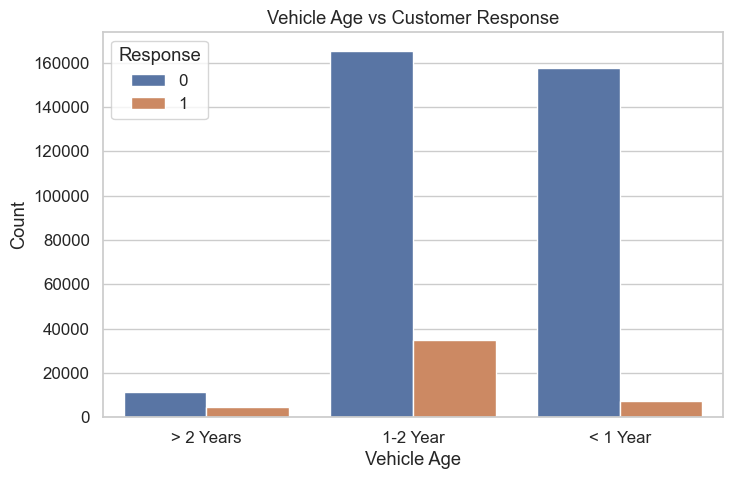 Vehicle Age vs Customer Response
Response
0
1
160000
140000
120000
100000
80000
60000
40000
20000
0
Count
> 2 Years
1-2 Year
< 1 Year
Vehicle Age